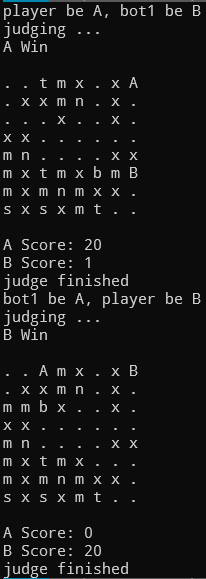 player be A, bot1 be B
judging ...
A Win
. . t m x . x A
. x x m n . x .
. . . x . . x .
x x . . . . . .
m n . . . . x x
m x t m x b m B
m x m n m x x .
s x s x m t . .
A Score: 20
B Score: 1
judge finished
bot1 be A, player be B
judging ...
B Win
. . A m x . x B
. x x m n . x .
m m b x . . x .
x x . . . . . .
m n . . . . x x
m x t m x . . .
m x m n m x x .
s x s x m t . .
A Score: 0
B Score: 20
judge finished